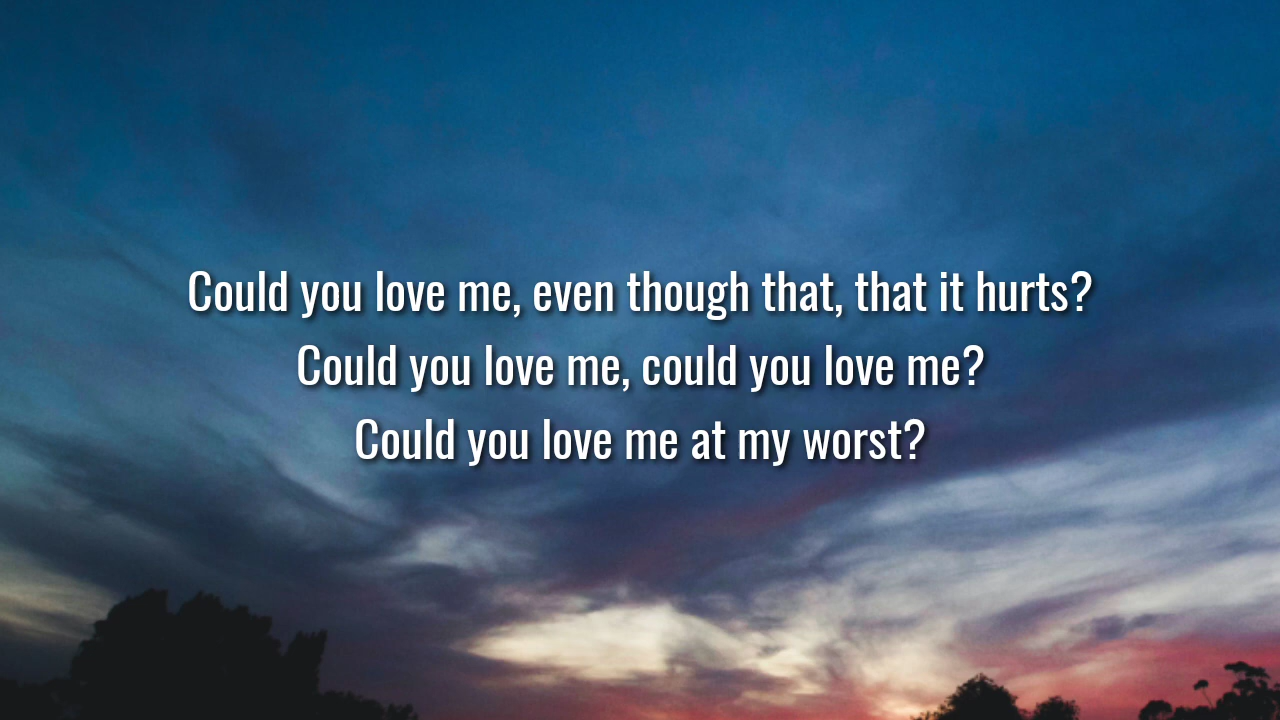 Could you love me, even though that, that it hurts?
Could you love me, could you love me?
Could you love me at my worst?